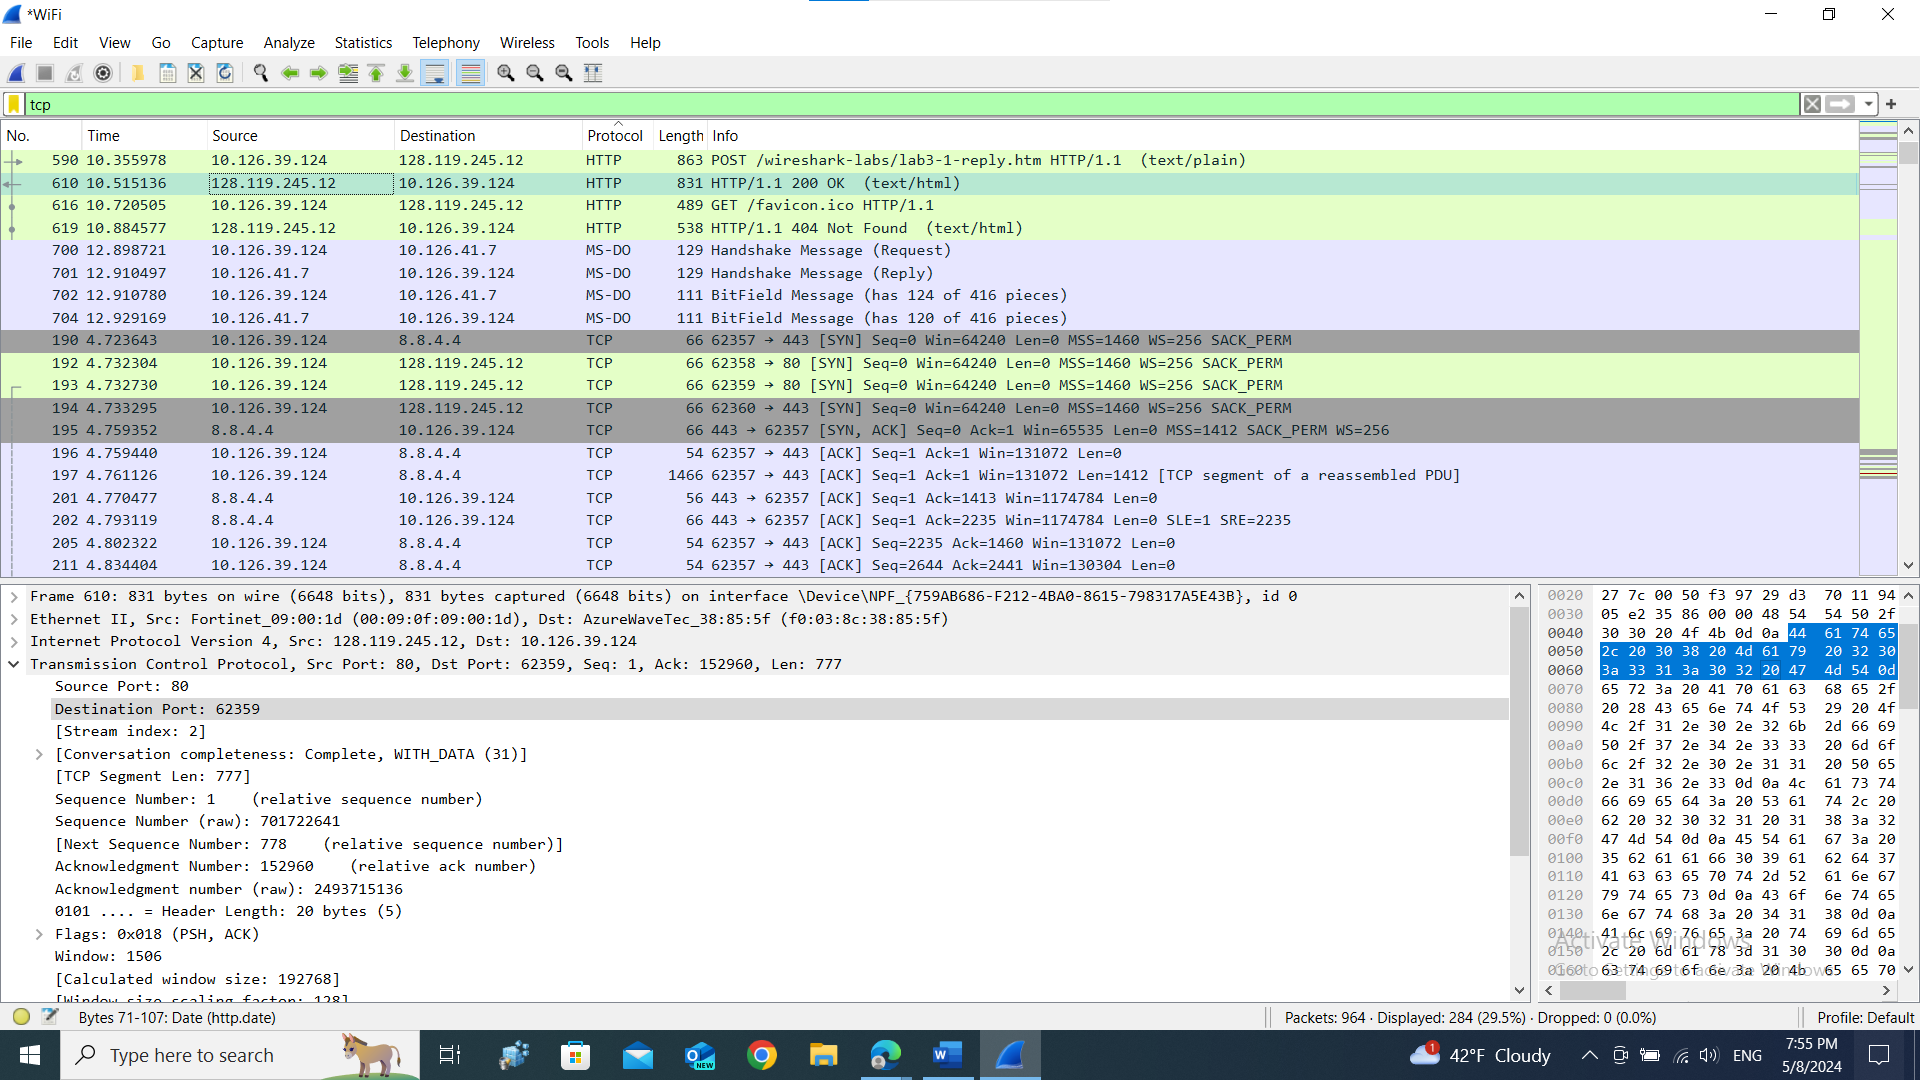 *WiFi
File Edit View Go Capture Analyze Statistics Telephony Wireless Tools Help
tcp
No. Time Source Destination Protocol Length Info
590 10.355978 10.126.39.124 128.119.245.12 HTTP 863 POST /wireshark-labs/lab3-1-reply.htm HTTP/1.1 (text/plain)
610 10.515136 128.119.245.12 10.126.39.124 HTTP 831 HTTP/1.1 200 OK (text/html)
616 10.720505 10.126.39.124 128.119.245.12 HTTP 489 GET /favicon.ico HTTP/1.1
619 10.884577 128.119.245.12 10.126.39.124 HTTP 538 HTTP/1.1 404 Not Found (text/html)
700 12.898721 10.126.39.124 10.126.41.7 MS-DO 129 Handshake Message (Request)
701 12.910497 10.126.41.7 10.126.39.124 MS-DO 129 Handshake Message (Reply)
702 12.910780 10.126.39.124 10.126.41.7 MS-DO 111 BitField Message (has 124 of 416 pieces)
704 12.929169 10.126.41.7 10.126.39.124 MS-DO 111 BitField Message (has 120 of 416 pieces)
190 4.723643 10.126.39.124 8.8.4.4 TCP 66 62357 → 443 [SYN] Seq=0 Win=64240 Len=0 MSS=1460 WS=256 SACK_PERM
192 4.732304 10.126.39.124 128.119.245.12 TCP 66 62358 → 80 [SYN] Seq=0 Win=64240 Len=0 MSS=1460 WS=256 SACK_PERM
193 4.732730 10.126.39.124 128.119.245.12 TCP 66 62359 → 80 [SYN] Seq=0 Win=64240 Len=0 MSS=1460 WS=256 SACK_PERM
194 4.733295 10.126.39.124 128.119.245.12 TCP 66 62360 → 443 [SYN] Seq=0 Win=64240 Len=0 MSS=1460 WS=256 SACK_PERM
195 4.759352 8.8.4.4 10.126.39.124 TCP 66 443 → 62357 [SYN, ACK] Seq=0 Ack=1 Win=65535 Len=0 MSS=1412 SACK_PERM WS=256
196 4.759440 10.126.39.124 8.8.4.4 TCP 54 62357 → 443 [ACK] Seq=1 Ack=1 Win=131072 Len=0
197 4.761126 10.126.39.124 8.8.4.4 TCP 1466 62357 → 443 [ACK] Seq=1 Ack=1 Win=131072 Len=1412 [TCP segment of a reassembled PDU]
201 4.770477 8.8.4.4 10.126.39.124 TCP 56 443 → 62357 [ACK] Seq=1 Ack=1413 Win=1174784 Len=0
202 4.793119 8.8.4.4 10.126.39.124 TCP 66 443 → 62357 [ACK] Seq=1 Ack=2235 Win=1174784 Len=0 SLE=1 SRE=2235
205 4.802322 10.126.39.124 8.8.4.4 TCP 54 62357 → 443 [ACK] Seq=2235 Ack=1460 Win=131072 Len=0
211 4.834404 10.126.39.124 8.8.4.4 TCP 54 62357 → 443 [ACK] Seq=2644 Ack=2441 Win=130304 Len=0
Frame 610: 831 bytes on wire (6648 bits), 831 bytes captured (6648 bits) on interface \Device\NPF_{759AB686-F212-4BA0-8615-798317A5E43B}, id 0
Ethernet II, Src: Fortinet_09:00:1d (00:09:0f:09:00:1d), Dst: AzureWaveTec_38:85:5f (f0:03:8c:38:85:5f)
Internet Protocol Version 4, Src: 128.119.245.12, Dst: 10.126.39.124
Transmission Control Protocol, Src Port: 80, Dst Port: 62359, Seq: 1, Ack: 152960, Len: 777
Source Port: 80
Destination Port: 62359
[Stream index: 2]
[Conversation completeness: Complete, WITH_DATA (31)]
[TCP Segment Len: 777]
Sequence Number: 1 (relative sequence number)
Sequence Number (raw): 701722641
[Next Sequence Number: 778 (relative sequence number)]
Acknowledgment Number: 152960 (relative ack number)
Acknowledgment number (raw): 2493715136
0101 .... = Header Length: 20 bytes (5)
Flags: 0x018 (PSH, ACK)
Window: 1506
[Calculated window size: 192768]
[Window size scaling factor: 128]
0020 27 7c 00 50 f3 97 29 d3 70 11 94
0030 05 e2 35 86 00 00 48 54 54 50 2f
0040 30 30 20 4f 4b 0d 0a 44 61 74 65
0050 2c 20 30 38 20 4d 61 79 20 32 30
0060 3a 33 31 3a 30 32 20 47 4d 54 0d
0070 65 72 3a 20 41 70 61 63 68 65 2f
0080 20 28 43 65 6e 74 4f 53 29 20 4f
0090 4c 2f 31 2e 30 2e 32 6b 2d 66 69
00a0 50 2f 37 2e 34 2e 33 33 20 6d 6f
00b0 6c 2f 32 2e 30 2e 31 31 20 50 65
00c0 2e 31 36 2e 33 0d 0a 4c 61 73 74
00d0 66 69 65 64 3a 20 53 61 74 2c 20
00e0 62 20 32 30 32 31 20 31 38 3a 32
00f0 47 4d 54 0d 0a 45 54 61 67 3a 20
0100 35 62 61 61 66 30 39 61 62 64 37
0110 41 63 63 65 70 74 2d 52 61 6e 67
0120 79 74 65 73 0d 0a 43 6f 6e 74 65
0130 6e 67 74 68 3a 20 34 31 38 0d 0a
0140 41 6c 69 76 65 3a 20 74 69 6d 65
0150 2c 20 6d 61 78 3d 31 30 30 0d 0a
0160 63 74 69 6f 6e 3a 20 4b 65 65 70
Activate Windows
Go to Settings to activate Windows.
Bytes 71-107: Date (http.date)
Packets: 964 · Displayed: 284 (29.5%) · Dropped: 0 (0.0%)
Profile: Default
Type here to search
NEW
1
42°F Cloudy
ENG
7:55 PM
5/8/2024